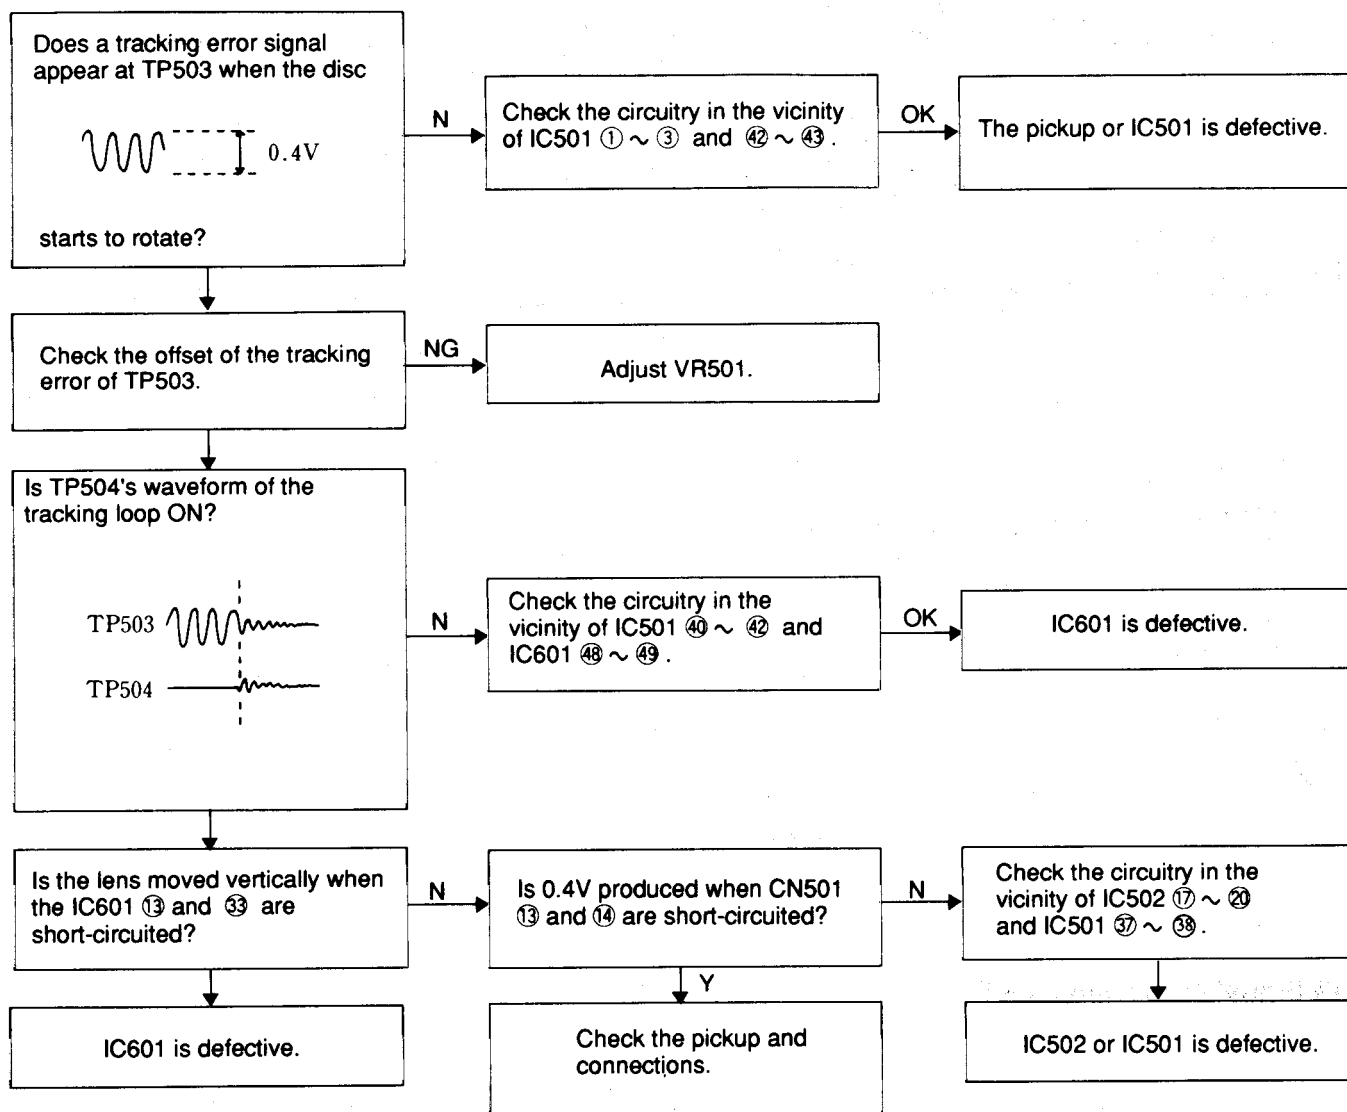 Does a tracking error signal
appear at TP503 when the disc
0.4V
starts to rotate?
N
Check the circuitry in the vicinity
of IC501 ① ~ ③ and ㊷ ~ ㊸ .
OK
The pickup or IC501 is defective.
Check the offset of the tracking
error of TP503.
NG
Adjust VR501.
Is TP504's waveform of the
tracking loop ON?
TP503
TP504
N
Check the circuitry in the
vicinity of IC501 ㊵ ~ ㊷ and
IC601 ㊽ ~ ㊾ .
OK
IC601 is defective.
Is the lens moved vertically when
the IC601 ⑬ and ㉝ are
short-circuited?
N
Is 0.4V produced when CN501
⑬ and ⑭ are short-circuited?
N
Check the circuitry in the
vicinity of IC502 ⑰ ~ ⑳
and IC501 ㊲ ~ ㊳ .
Y
IC601 is defective.
Check the pickup and
connections.
IC502 or IC501 is defective.